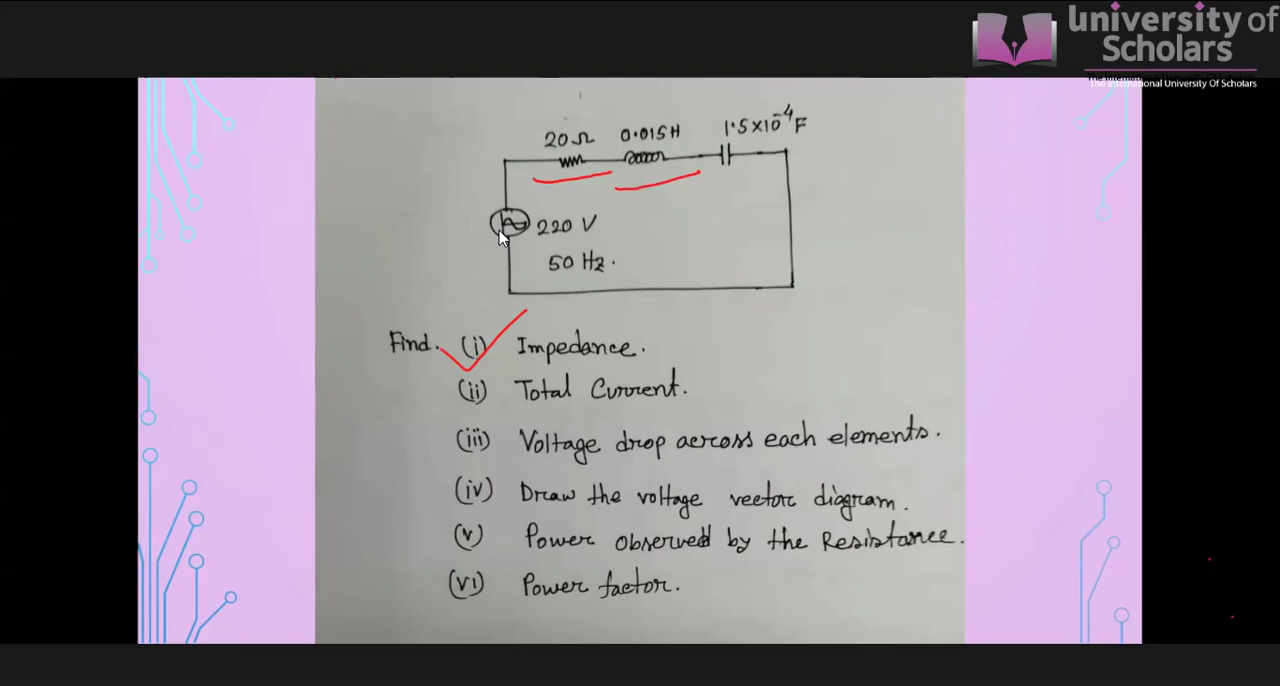 university of
Scholars
The International University Of Scholars
20Ω 0.015H 1.5×10⁻⁴F
220 V
50 Hz.
Find. (i) Impedance.
(ii) Total Current.
(iii) Voltage drop across each elements.
(iv) Draw the voltage vector diagram.
(v) Power observed by the Resistance.
(vi) Power factor.